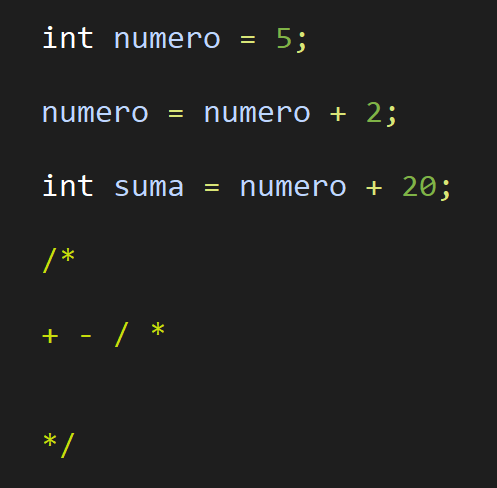 int numero = 5;
numero = numero + 2;
int suma = numero + 20;
/*
+ - / *
*/